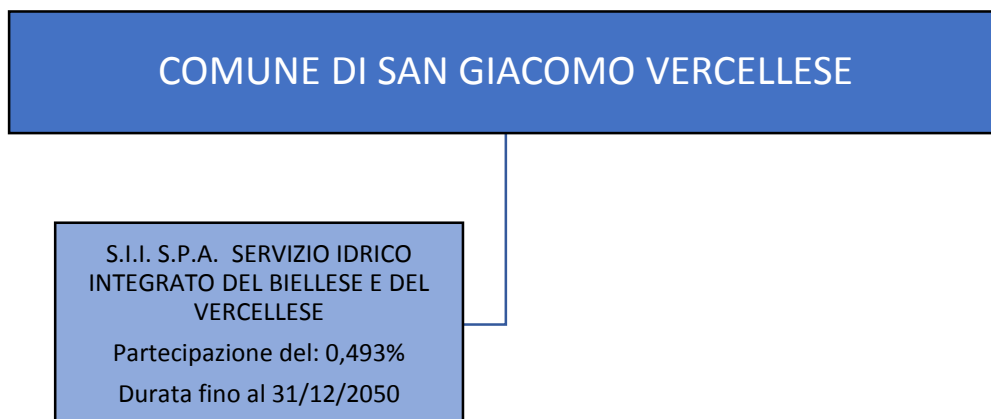 COMUNE DI SAN GIACOMO VERCELLESE
S.I.I. S.P.A. SERVIZIO IDRICO
INTEGRATO DEL BIELLESE E DEL
VERCELLESE
Partecipazione del: 0,493%
Durata fino al 31/12/2050